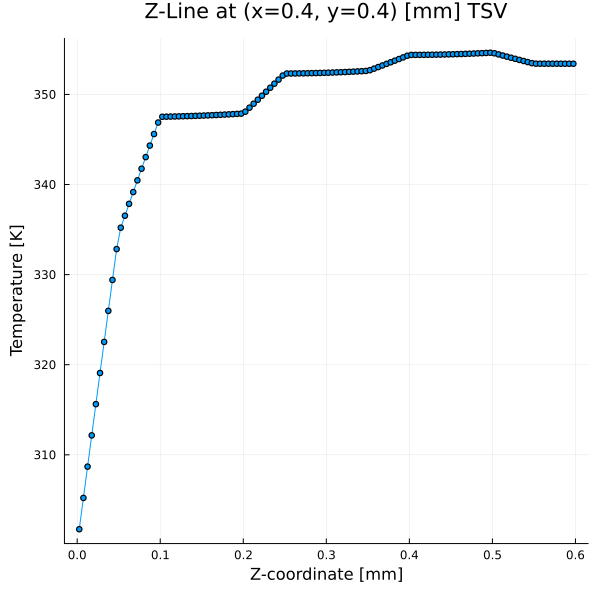 Z-Line at (x=0.4, y=0.4) [mm] TSV
Temperature [K]
350
340
330
320
310
0.0 0.1 0.2 0.3 0.4 0.5 0.6
Z-coordinate [mm]